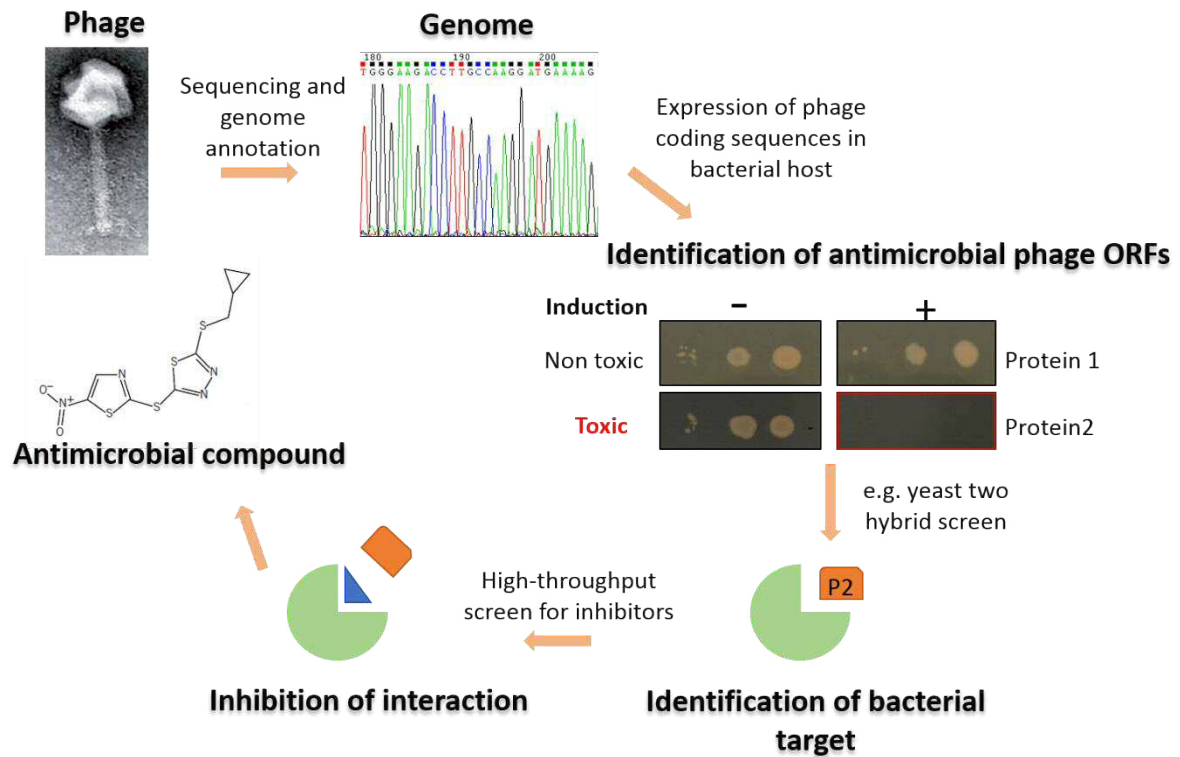 Phage
Genome
Sequencing and
genome
annotation
180 190 200
TGGGAAGACCTTGCCAAGGATGAAAAG
Expression of phage
coding sequences in
bacterial host
Identification of antimicrobial phage ORFs
Induction - +
Non toxic
Protein 1
Toxic
Protein2
e.g. yeast two
hybrid screen
P2
Identification of bacterial
target
High-throughput
screen for inhibitors
Inhibition of interaction
S
N
S
N
N
S
S
N+
O-
O
Antimicrobial compound